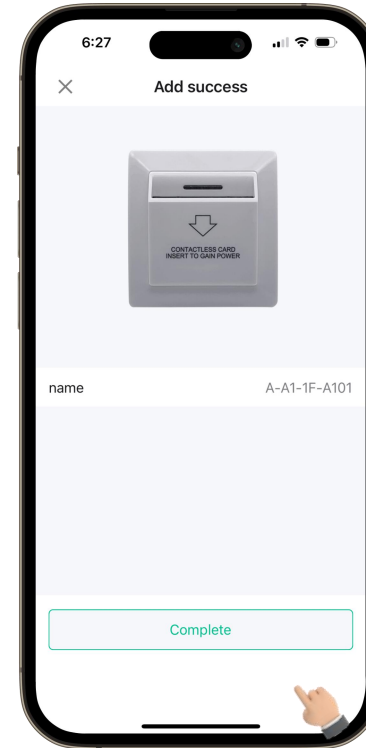 6:27
Add success
CONTACTLESS CARD
INSERT TO GAIN POWER
name A-A1-1F-A101
Complete